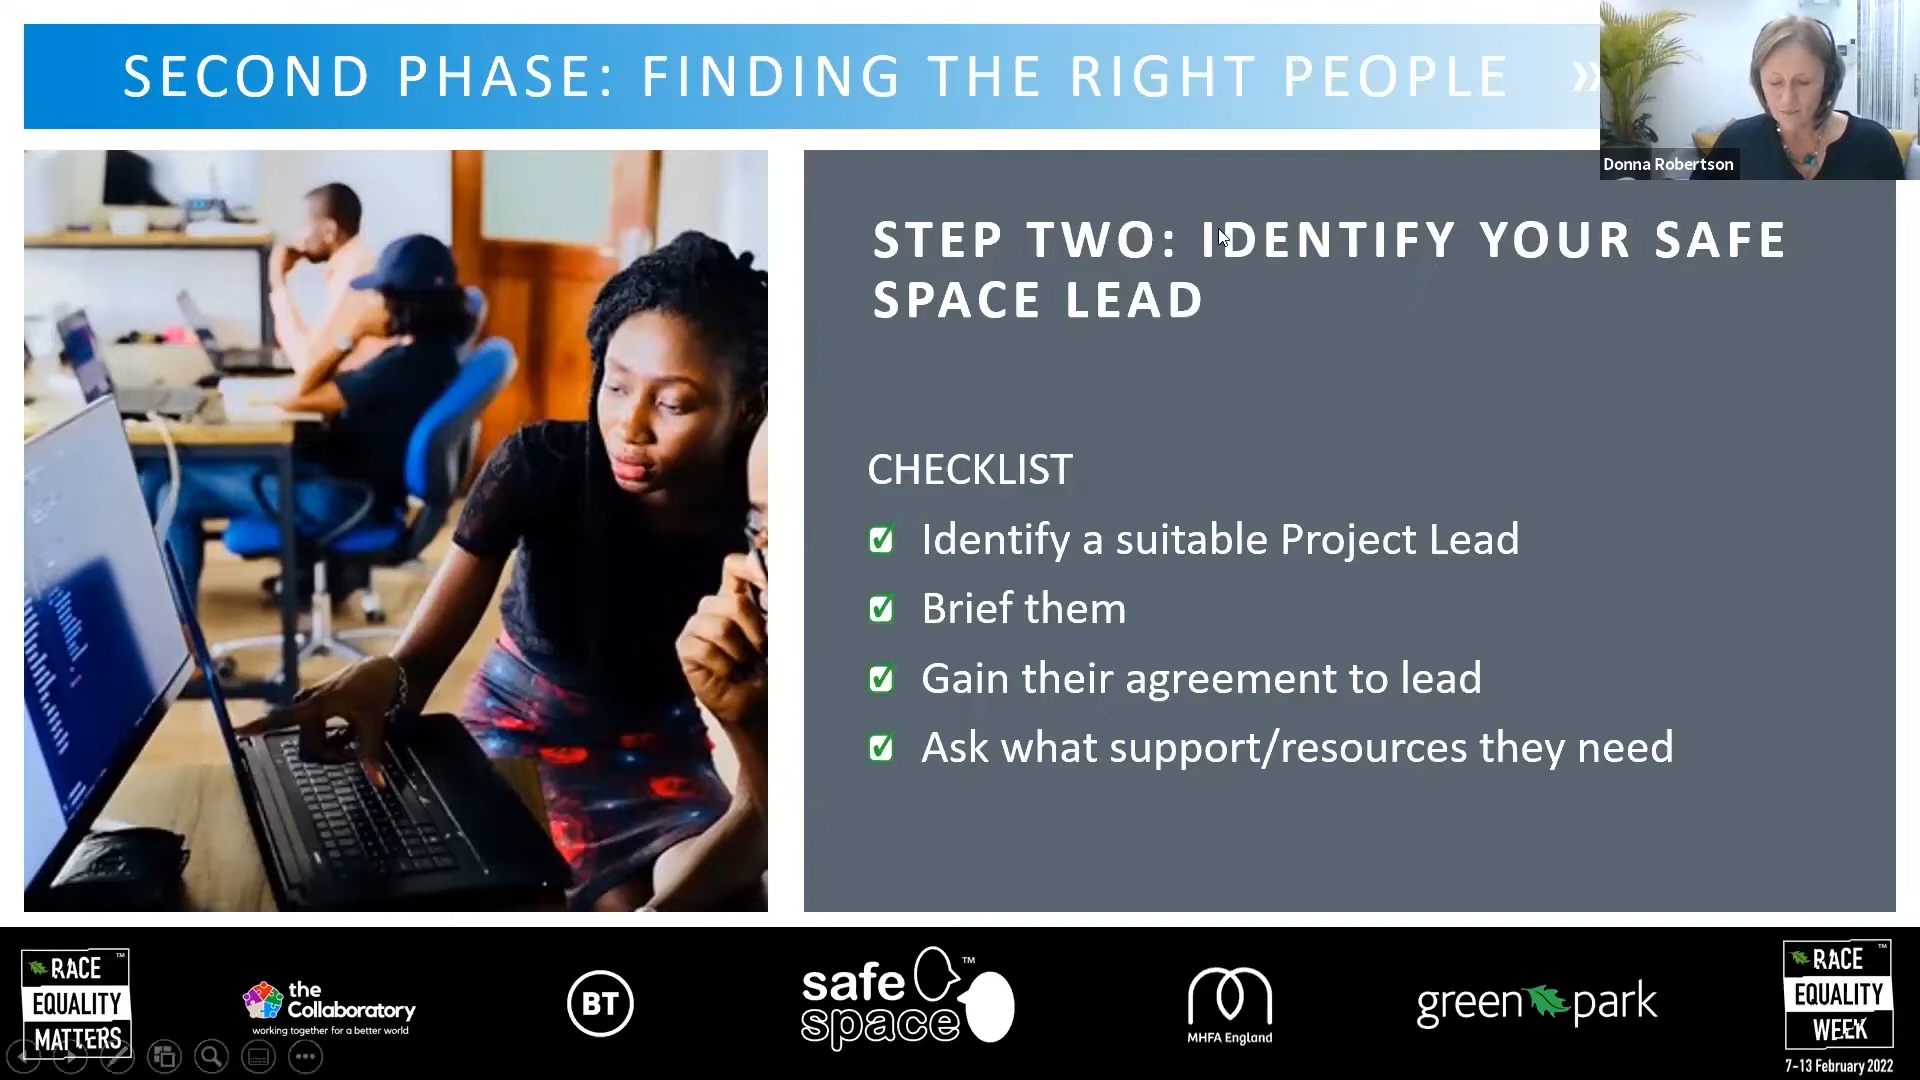 SECOND PHASE: FINDING THE RIGHT PEOPLE »
Donna Robertson
STEP TWO: IDENTIFY YOUR SAFE
SPACE LEAD
CHECKLIST
Identify a suitable Project Lead
Brief them
Gain their agreement to lead
Ask what support/resources they need
RACE
EQUALITY
MATTERS
™
the
Collaboratory
working together for a better world
BT
safe
space
™
MHFA England
green park
RACE
EQUALITY
WEEK
™
7-13 February 2022